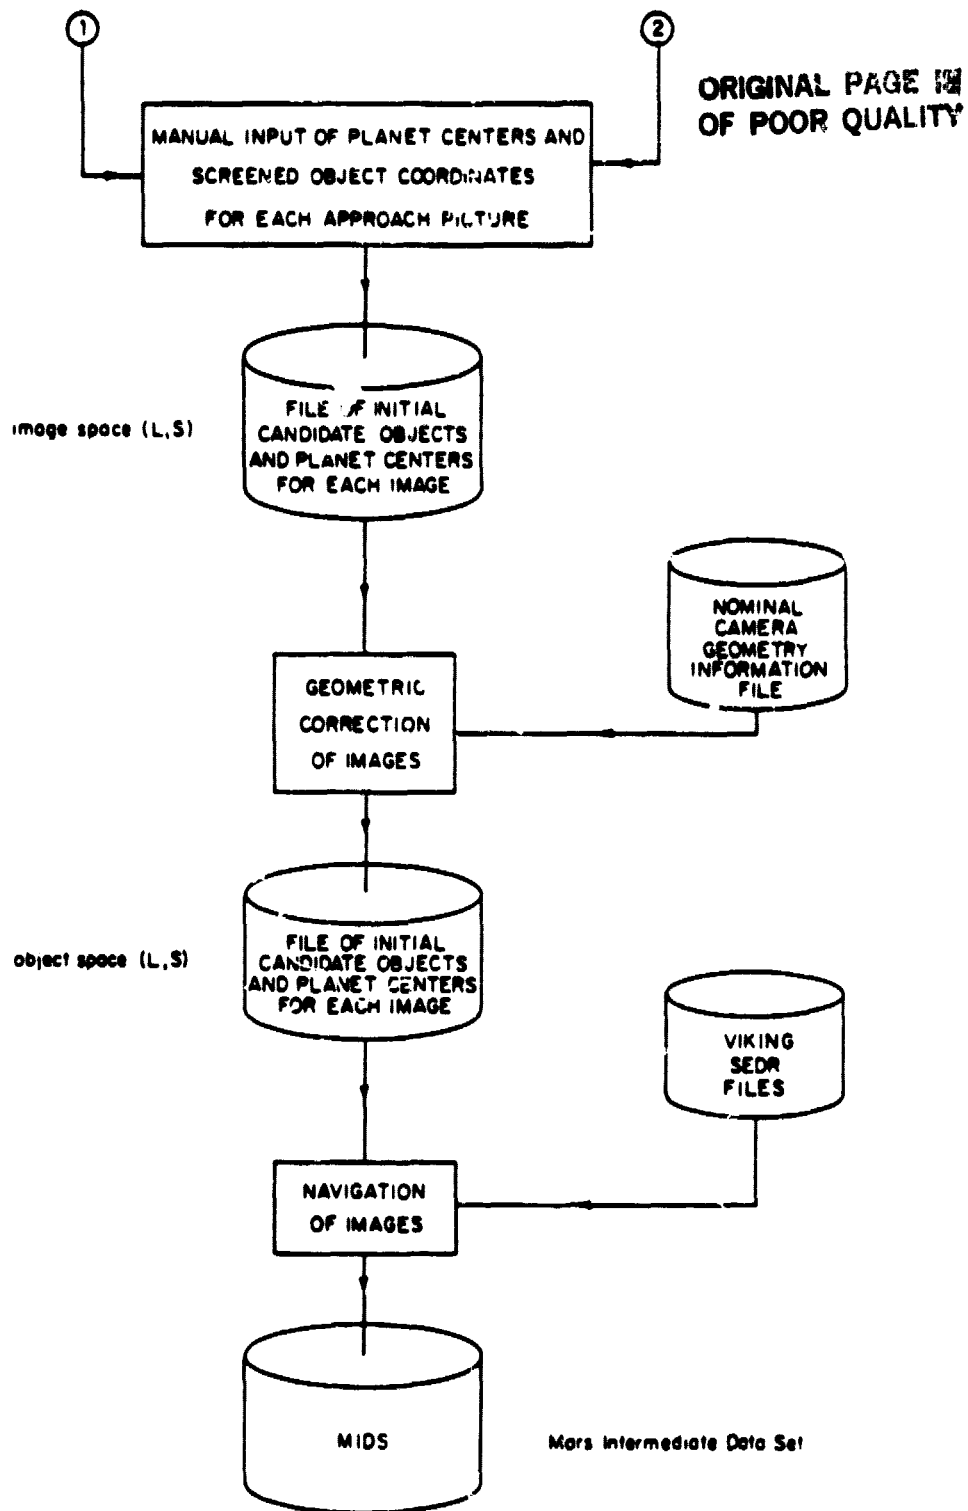 1
2
ORIGINAL PAGE
OF POOR QUALITY
MANUAL INPUT OF PLANET CENTERS AND
SCREENED OBJECT COORDINATES
FOR EACH APPROACH PICTURE
image space (L,S)
FILE OF INITIAL
CANDIDATE OBJECTS
AND PLANET CENTERS
FOR EACH IMAGE
NOMINAL
CAMERA
GEOMETRY
INFORMATION
FILE
GEOMETRIC
CORRECTION
OF IMAGES
object space (L,S)
FILE OF INITIAL
CANDIDATE OBJECTS
AND PLANET CENTERS
FOR EACH IMAGE
VIKING
SEDR
FILES
NAVIGATION
OF IMAGES
MIDS
Mars Intermediate Data Set